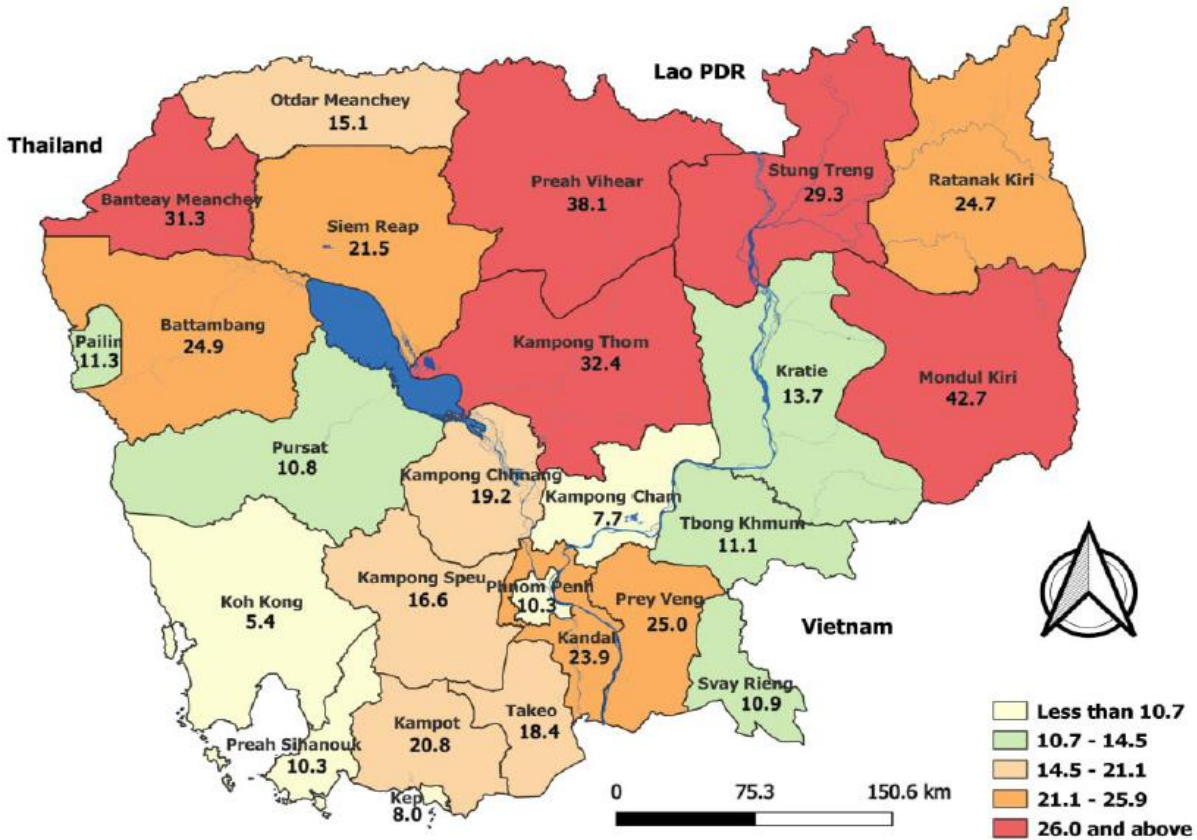 Lao PDR
Thailand
Otdar Meanchey
15.1
Banteay Meanchey
31.3
Siem Reap
21.5
Preah Vihear
38.1
Stung Treng
29.3
Ratanak Kiri
24.7
Battambang
24.9
Pailin
11.3
Kampong Thom
32.4
Kratie
13.7
Mondul Kiri
42.7
Pursat
10.8
Kampong Chhnang
19.2
Kampong Cham
7.7
Tbong Khmum
11.1
Koh Kong
5.4
Kampong Speu
16.6
Phnom Penh
10.3
Prey Veng
25.0
Kandal
23.9
Vietnam
Svay Rieng
10.9
Preah Sihanouk
10.3
Kampot
20.8
Takeo
18.4
Kep
8.0
0 75.3 150.6 km
Less than 10.7
10.7 - 14.5
14.5 - 21.1
21.1 - 25.9
26.0 and above